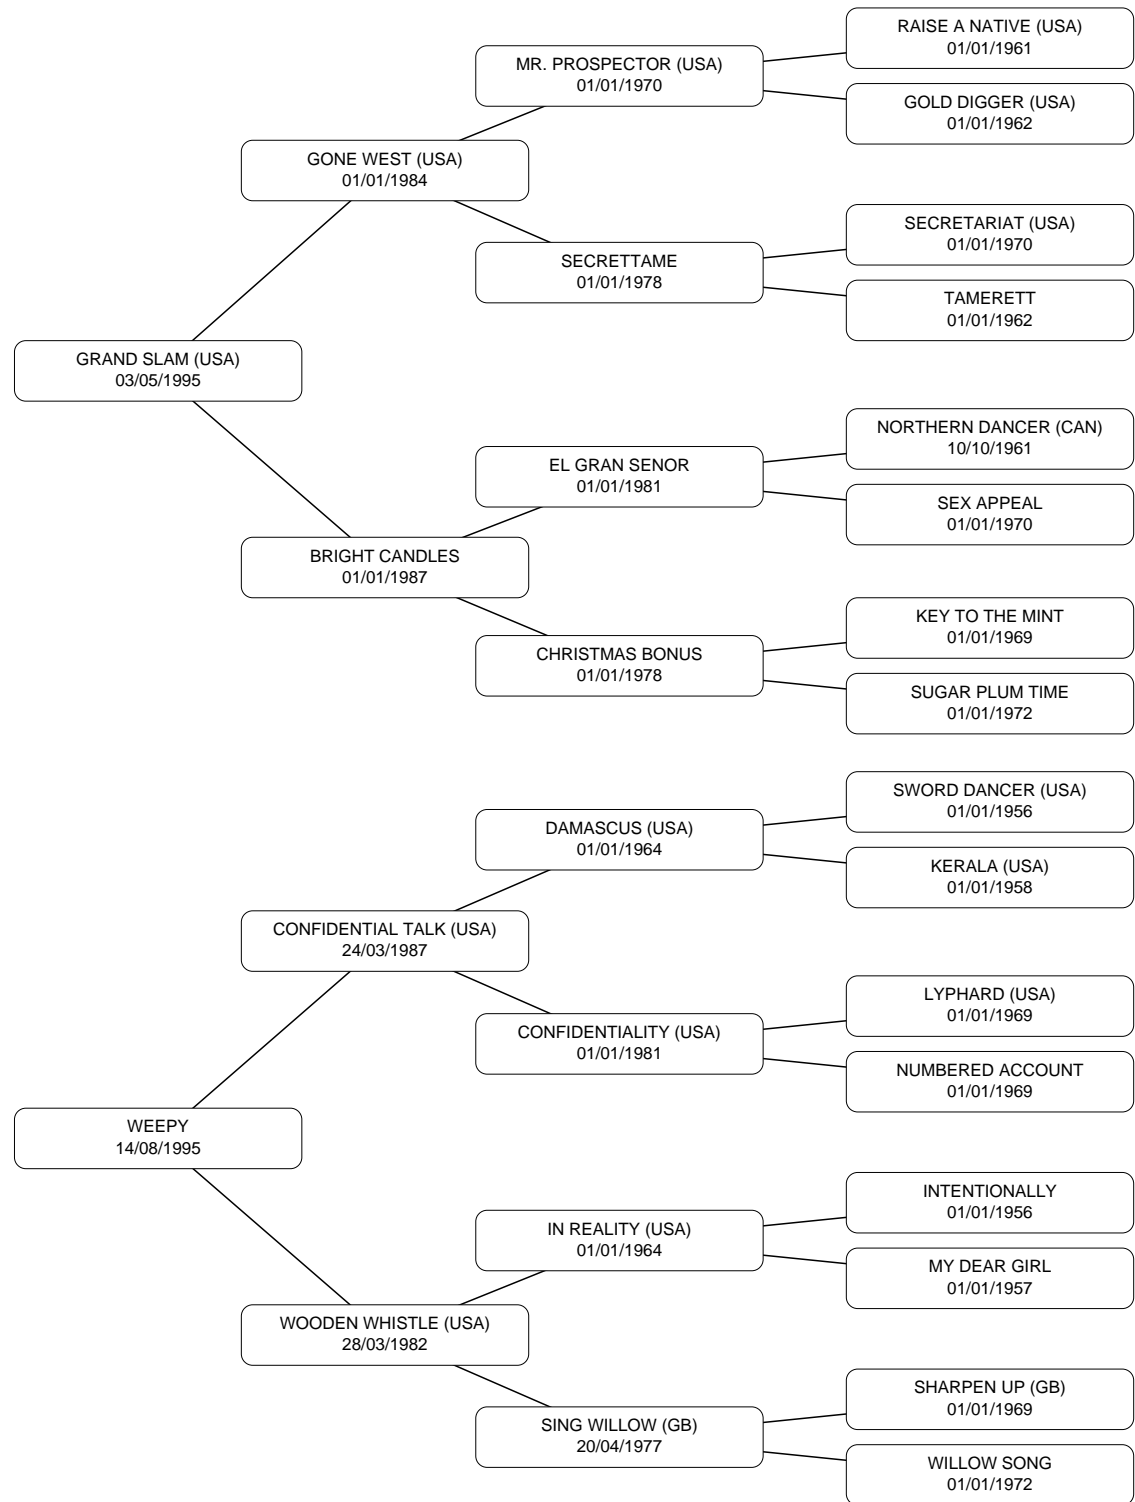 RAISE A NATIVE (USA)
01/01/1961
MR. PROSPECTOR (USA)
01/01/1970
GOLD DIGGER (USA)
01/01/1962
GONE WEST (USA)
01/01/1984
SECRETARIAT (USA)
01/01/1970
SECRETTAME
01/01/1978
TAMERETT
01/01/1962
GRAND SLAM (USA)
03/05/1995
NORTHERN DANCER (CAN)
10/10/1961
EL GRAN SENOR
01/01/1981
SEX APPEAL
01/01/1970
BRIGHT CANDLES
01/01/1987
KEY TO THE MINT
01/01/1969
CHRISTMAS BONUS
01/01/1978
SUGAR PLUM TIME
01/01/1972
SWORD DANCER (USA)
01/01/1956
DAMASCUS (USA)
01/01/1964
KERALA (USA)
01/01/1958
CONFIDENTIAL TALK (USA)
24/03/1987
LYPHARD (USA)
01/01/1969
CONFIDENTIALITY (USA)
01/01/1981
NUMBERED ACCOUNT
01/01/1969
WEEPY
14/08/1995
INTENTIONALLY
01/01/1956
IN REALITY (USA)
01/01/1964
MY DEAR GIRL
01/01/1957
WOODEN WHISTLE (USA)
28/03/1982
SHARPEN UP (GB)
01/01/1969
SING WILLOW (GB)
20/04/1977
WILLOW SONG
01/01/1972